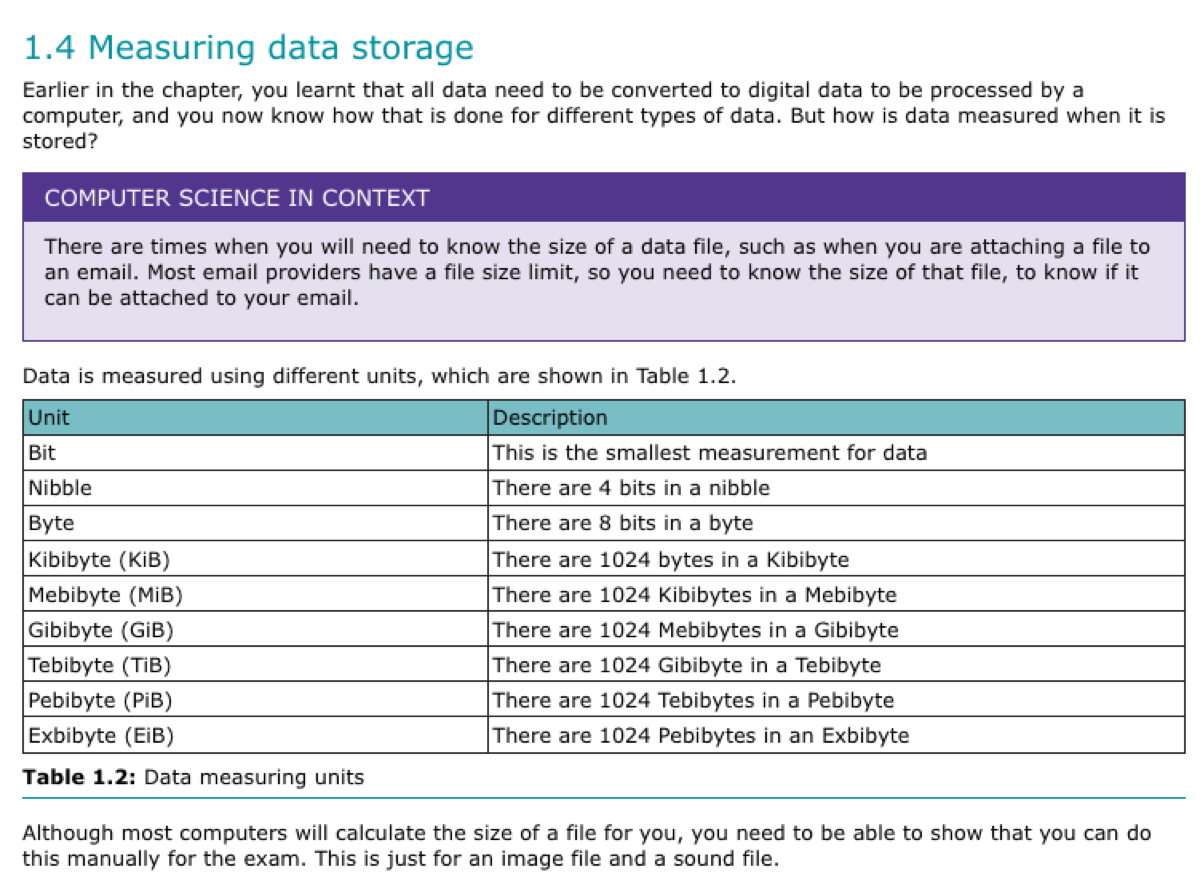 1.4 Measuring data storage
Earlier in the chapter, you learnt that all data need to be converted to digital data to be processed by a
computer, and you now know how that is done for different types of data. But how is data measured when it is
stored?
COMPUTER SCIENCE IN CONTEXT
There are times when you will need to know the size of a data file, such as when you are attaching a file to
an email. Most email providers have a file size limit, so you need to know the size of that file, to know if it
can be attached to your email.
Data is measured using different units, which are shown in Table 1.2.
Unit Description
Bit This is the smallest measurement for data
Nibble There are 4 bits in a nibble
Byte There are 8 bits in a byte
Kibibyte (KiB) There are 1024 bytes in a Kibibyte
Mebibyte (MiB) There are 1024 Kibibytes in a Mebibyte
Gibibyte (GiB) There are 1024 Mebibytes in a Gibibyte
Tebibyte (TiB) There are 1024 Gibibyte in a Tebibyte
Pebibyte (PiB) There are 1024 Tebibytes in a Pebibyte
Exbibyte (EiB) There are 1024 Pebibytes in an Exbibyte
Table 1.2: Data measuring units
Although most computers will calculate the size of a file for you, you need to be able to show that you can do
this manually for the exam. This is just for an image file and a sound file.